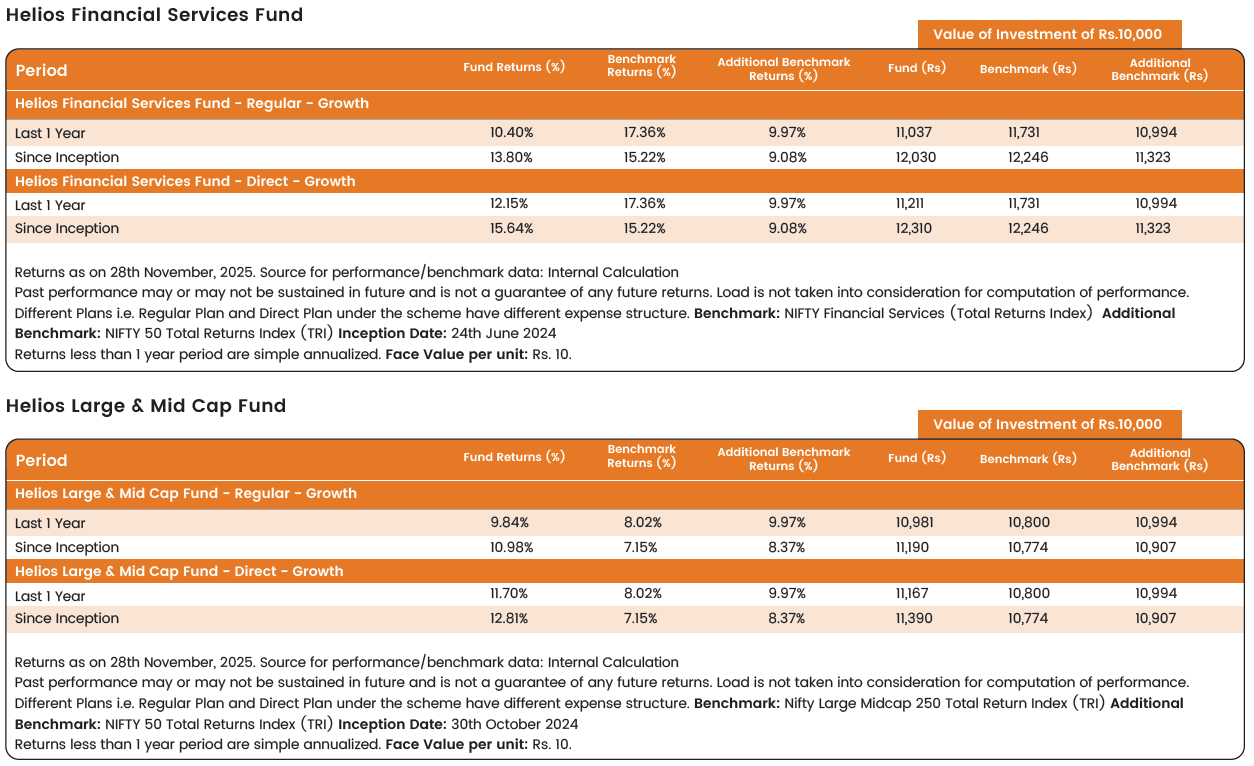 Helios Financial Services Fund
Value of Investment of Rs.10,000
Period Fund Returns (%) Benchmark Returns (%) Additional Benchmark Returns (%) Fund (Rs) Benchmark (Rs) Additional Benchmark (Rs)
Helios Financial Services Fund - Regular - Growth
Last 1 Year 10.40% 17.36% 9.97% 11,037 11,731 10,994
Since Inception 13.80% 15.22% 9.08% 12,030 12,246 11,323
Helios Financial Services Fund - Direct - Growth
Last 1 Year 12.15% 17.36% 9.97% 11,211 11,731 10,994
Since Inception 15.64% 15.22% 9.08% 12,310 12,246 11,323
Returns as on 28th November, 2025. Source for performance/benchmark data: Internal Calculation
Past performance may or may not be sustained in future and is not a guarantee of any future returns. Load is not taken into consideration for computation of performance.
Different Plans i.e. Regular Plan and Direct Plan under the scheme have different expense structure. Benchmark: NIFTY Financial Services (Total Returns Index) Additional
Benchmark: NIFTY 50 Total Returns Index (TRI) Inception Date: 24th June 2024
Returns less than 1 year period are simple annualized. Face Value per unit: Rs. 10.
Helios Large & Mid Cap Fund
Value of Investment of Rs.10,000
Period Fund Returns (%) Benchmark Returns (%) Additional Benchmark Returns (%) Fund (Rs) Benchmark (Rs) Additional Benchmark (Rs)
Helios Large & Mid Cap Fund - Regular - Growth
Last 1 Year 9.84% 8.02% 9.97% 10,981 10,800 10,994
Since Inception 10.98% 7.15% 8.37% 11,190 10,774 10,907
Helios Large & Mid Cap Fund - Direct - Growth
Last 1 Year 11.70% 8.02% 9.97% 11,167 10,800 10,994
Since Inception 12.81% 7.15% 8.37% 11,390 10,774 10,907
Returns as on 28th November, 2025. Source for performance/benchmark data: Internal Calculation
Past performance may or may not be sustained in future and is not a guarantee of any future returns. Load is not taken into consideration for computation of performance.
Different Plans i.e. Regular Plan and Direct Plan under the scheme have different expense structure. Benchmark: Nifty Large Midcap 250 Total Return Index (TRI) Additional
Benchmark: NIFTY 50 Total Returns Index (TRI) Inception Date: 30th October 2024
Returns less than 1 year period are simple annualized. Face Value per unit: Rs. 10.